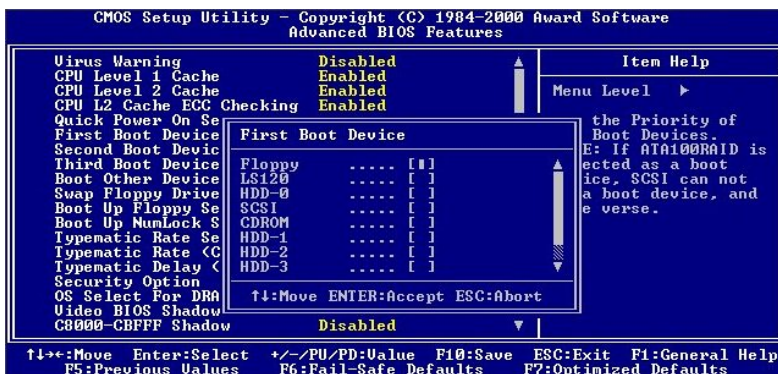 CMOS Setup Utility - Copyright (C) 1984-2000 Award Software
Advanced BIOS Features
Virus Warning Disabled
CPU Level 1 Cache Enabled
CPU Level 2 Cache Enabled
CPU L2 Cache ECC Checking Enabled
Quick Power On Se
First Boot Device
Second Boot Devic
Third Boot Device
Boot Other Device
Swap Floppy Drive
Boot Up Floppy Se
Boot Up NumLock S
Typematic Rate Se
Typematic Rate (C
Typematic Delay (
Security Option
OS Select For DRA
Video BIOS Shadow
C8000-CBFFF Shadow Disabled
First Boot Device
Floppy ..... [■]
LS120 ..... [ ]
HDD-0 ..... [ ]
SCSI ..... [ ]
CDROM ..... [ ]
HDD-1 ..... [ ]
HDD-2 ..... [ ]
HDD-3 ..... [ ]
↑↓:Move ENTER:Accept ESC:Abort
Item Help
Menu Level ▶
the Priority of
Boot Devices.
E: If ATA100RAID is
ected as a boot
ice, SCSI can not
a boot device, and
e verse.
↑↓→←:Move Enter:Select +/-/PU/PD:Value F10:Save ESC:Exit F1:General Help
F5:Previous Values F6:Fail-Safe Defaults F7:Optimized Defaults